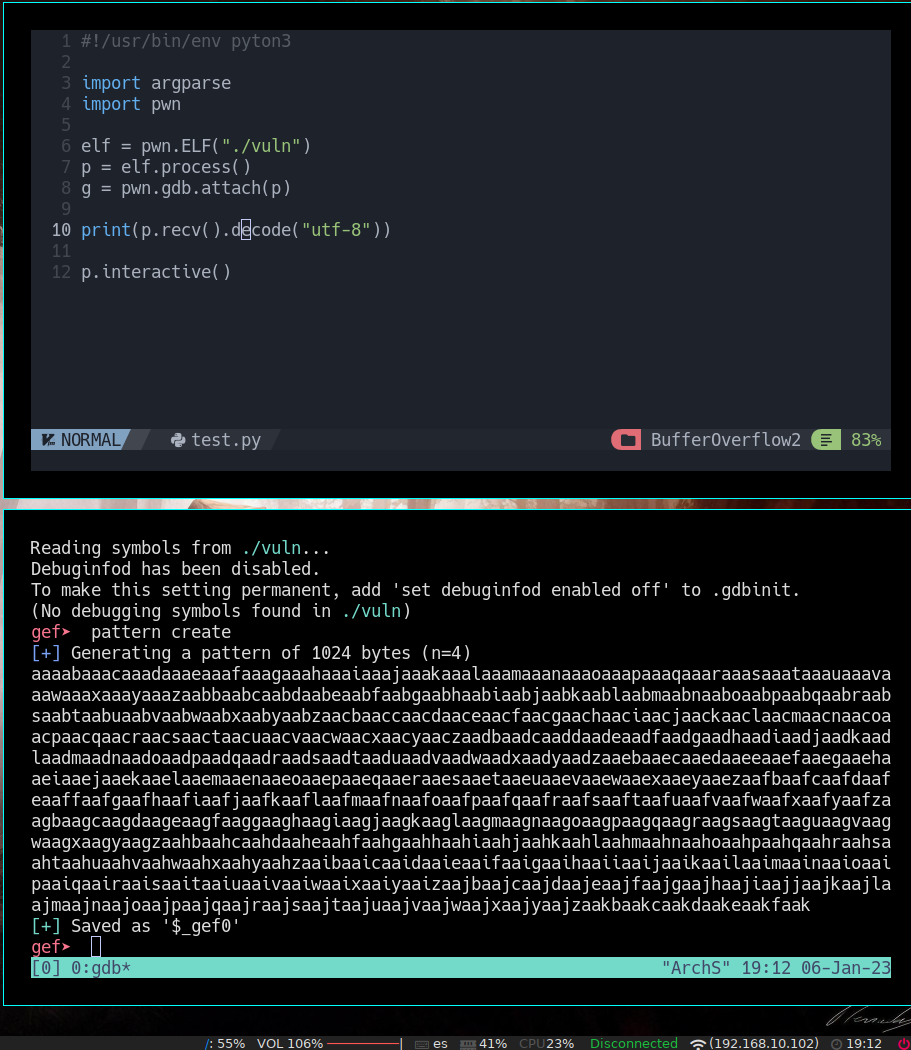 1 #!/usr/bin/env pyton3
2
3 import argparse
4 import pwn
5
6 elf = pwn.ELF("./vuln")
7 p = elf.process()
8 g = pwn.gdb.attach(p)
9
10 print(p.recv().decode("utf-8"))
11
12 p.interactive()
NORMAL test.py BufferOverflow2 83%
Reading symbols from ./vuln...
Debuginfod has been disabled.
To make this setting permanent, add 'set debuginfod enabled off' to .gdbinit.
(No debugging symbols found in ./vuln)
gef➤ pattern create
[+] Generating a pattern of 1024 bytes (n=4)
aaaabaaacaaadaaaeaaafaaagaaahaaaiaaajaaakaaalaaamaaanaaaoaaapaaaqaaaraaasaaataaauaaava
aawaaaxaaayaaazaabbaabcaabdaabeaabfaabgaabhaabiaabjaabkaablaabmaabnaaboaabpaabqaabraab
saabtaabuaabvaabwaabxaabyaabzaacbaaccaacdaaceaacfaacgaachaaciaacjaackaaclaacmaacnaacoa
acpaacqaacraacsaactaacuaacvaacwaacxaacyaaczaadbaadcaaddaadeaadfaadgaadhaadiaadjaadkaad
laadmaadnaadoaadpaadqaadraadsaadtaaduaadvaadwaadxaadyaadzaaebaaecaaedaaeeaaefaaegaaeha
aeiaaejaaekaaelaaemaaenaaeoaaepaaeqaaeraaesaaetaaeuaaevaaewaaexaaeyaaezaafbaafcaafdaaf
eaaffaafgaafhaafiaafjaafkaaflaafmaafnaafoaafpaafqaafraafsaaftaafuaafvaafwaafxaafyaafza
agbaagcaagdaageaagfaaggaaghaagiaagjaagkaaglaagmaagnaagoaagpaagqaagraagsaagtaaguaagvaag
waagxaagyaagzaahbaahcaahdaaheaahfaahgaahhaahiaahjaahkaahlaahmaahnaahoaahpaahqaahraahsa
ahtaahuaahvaahwaahxaahyaahzaaibaaicaaidaaieaaifaaigaaihaaiiaaijaaikaailaaimaainaaioaai
paaiqaairaaisaaitaaiuaaivaaiwaaixaaiyaaizaajbaajcaajdaajeaajfaajgaajhaajiaajjaajkaajla
ajmaajnaajoaajpaajqaajraajsaajtaajuaajvaajwaajxaajyaajzaakbaakcaakdaakeaakfaak
[+] Saved as '$_gef0'
gef➤
[0] 0:gdb* "ArchS" 19:12 06-Jan-23
/: 55% VOL 106% es 41% CPU23% Disconnected (192.168.10.102) 19:12